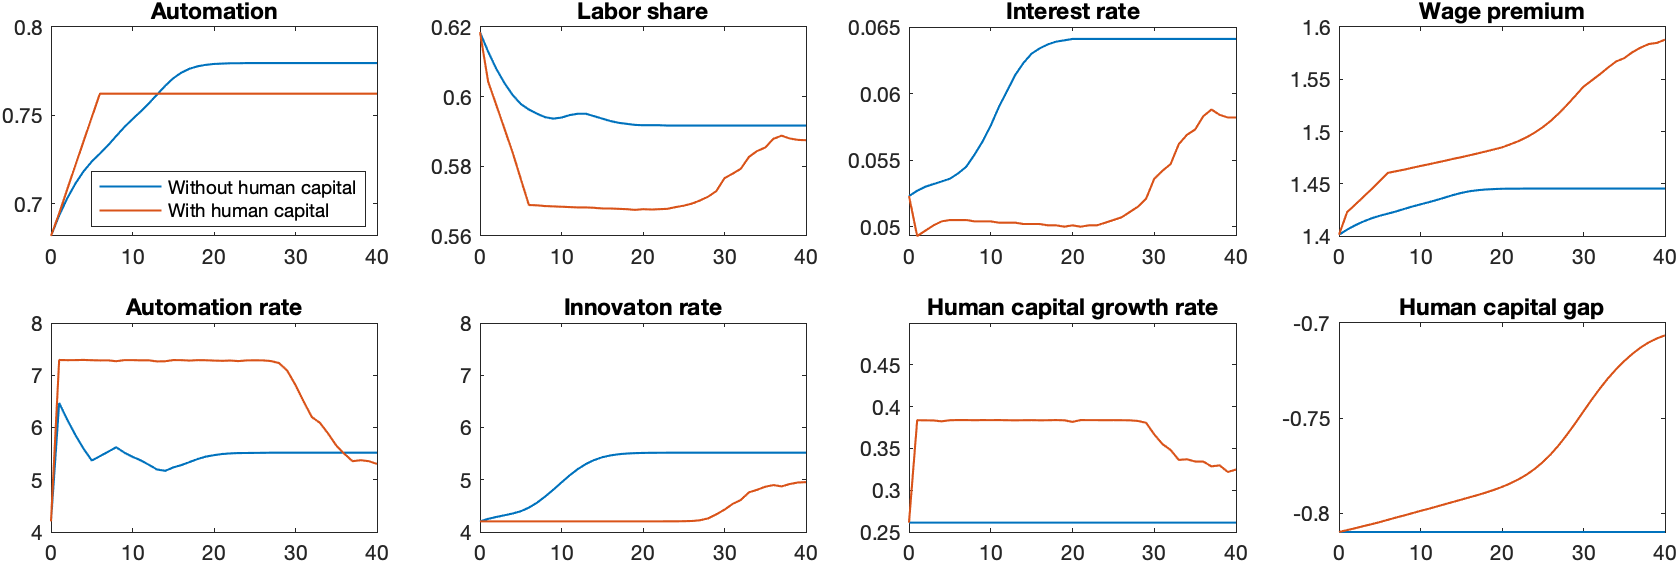 Automation
Labor share
Interest rate
Wage premium
0.8
0.75
0.7
0 10 20 30 40
Without human capital
With human capital
0.62
0.6
0.58
0.56
0 10 20 30 40
0.065
0.06
0.055
0.05
0 10 20 30 40
1.6
1.55
1.5
1.45
1.4
0 10 20 30 40
Automation rate
Innovaton rate
Human capital growth rate
Human capital gap
8
7
6
5
4
0 10 20 30 40
8
7
6
5
4
0 10 20 30 40
0.45
0.4
0.35
0.3
0.25
0 10 20 30 40
-0.7
-0.75
-0.8
0 10 20 30 40